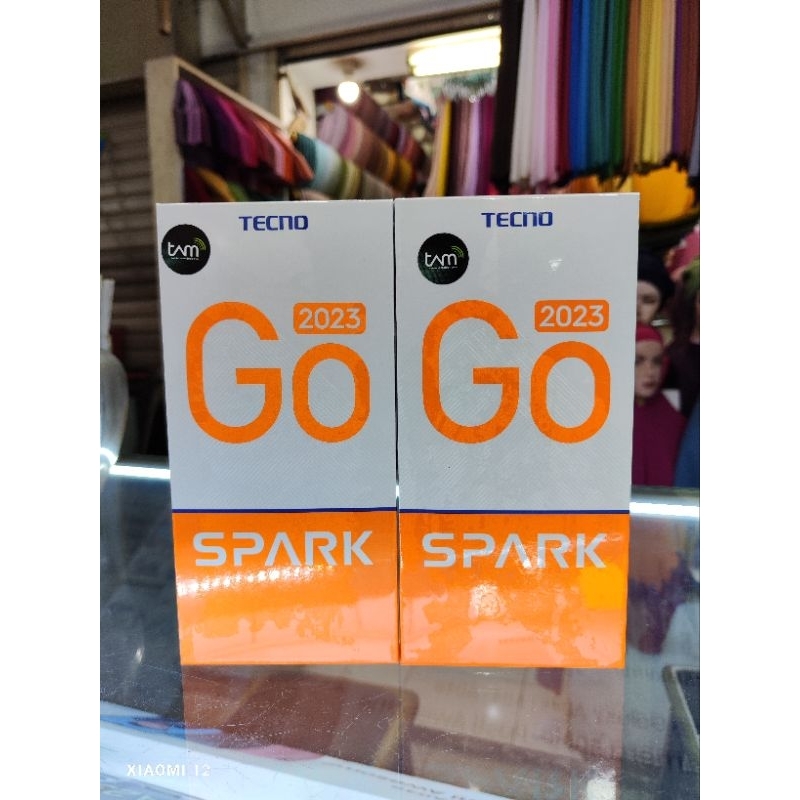 TECNO
tam
Go 2023
SPARK
TECNO
tam
Go 2023
SPARK
XIAOMI 12